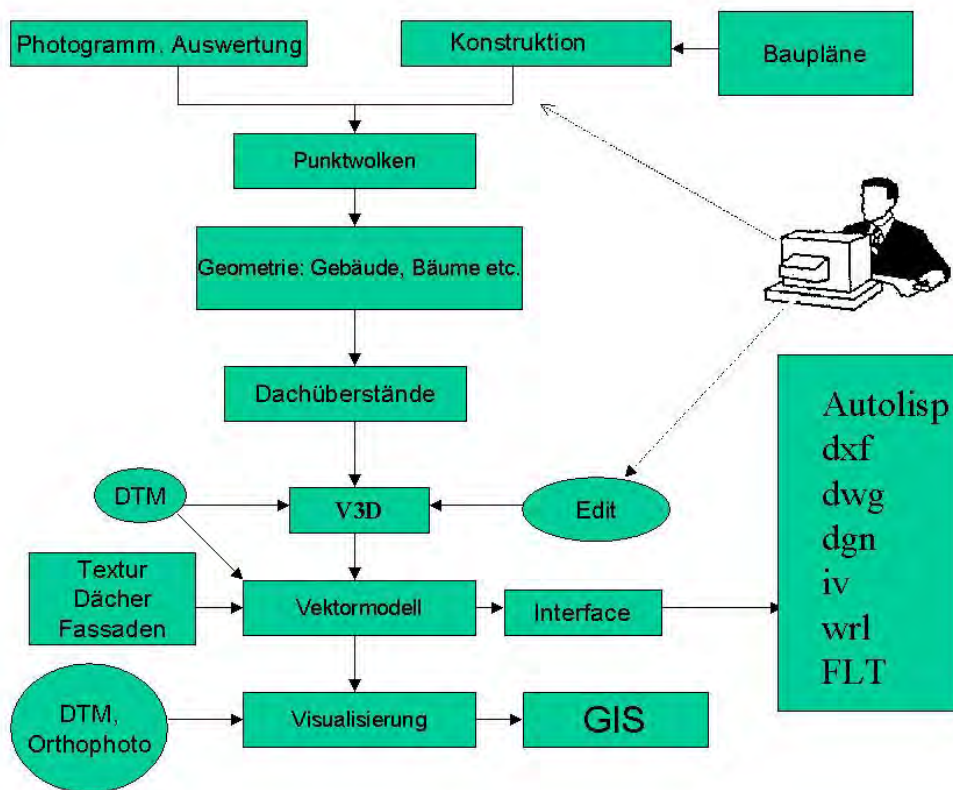 Photogramm. Auswertung
Konstruktion
Baupläne
Punktwolken
Geometrie: Gebäude, Bäume etc.
Dachüberstände
DTM
V3D
Edit
Textur
Dächer
Fassaden
Vektormodell
Interface
Autolisp
dxf
dwg
dgn
iv
wrl
FLT
DTM,
Orthophoto
Visualisierung
GIS